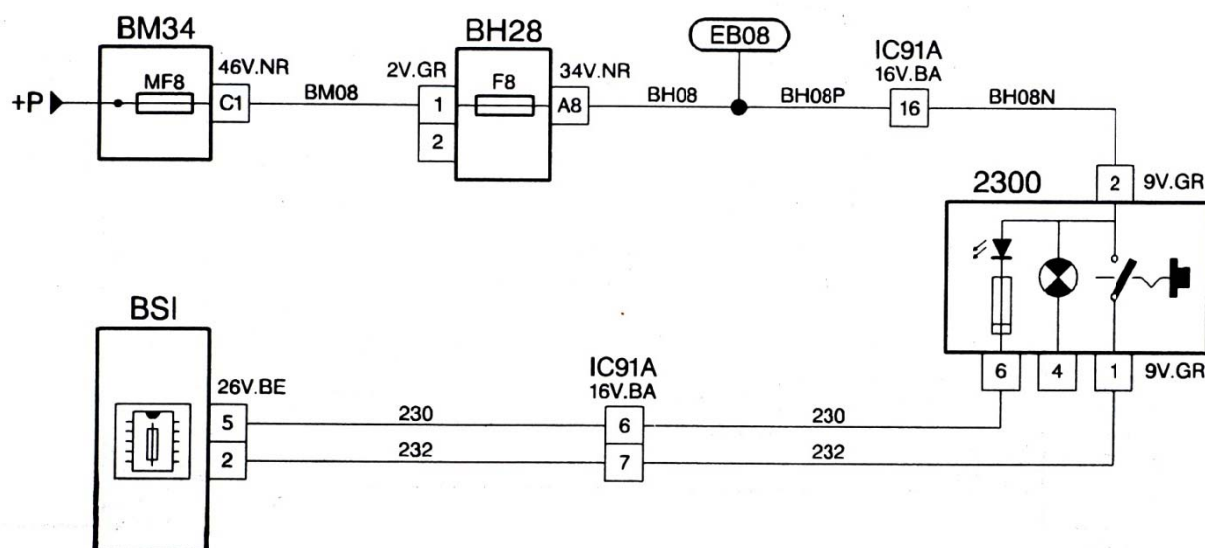 BM34
BH28
EB08
IC91A
46V.NR
2V.GR
34V.NR
16V.BA
MF8
F8
+P
C1
BM08
1
A8
BH08
BH08P
16
BH08N
2
2300
2
9V.GR
BSI
IC91A
6
4
1
9V.GR
26V.BE
16V.BA
5
230
6
230
2
232
7
232